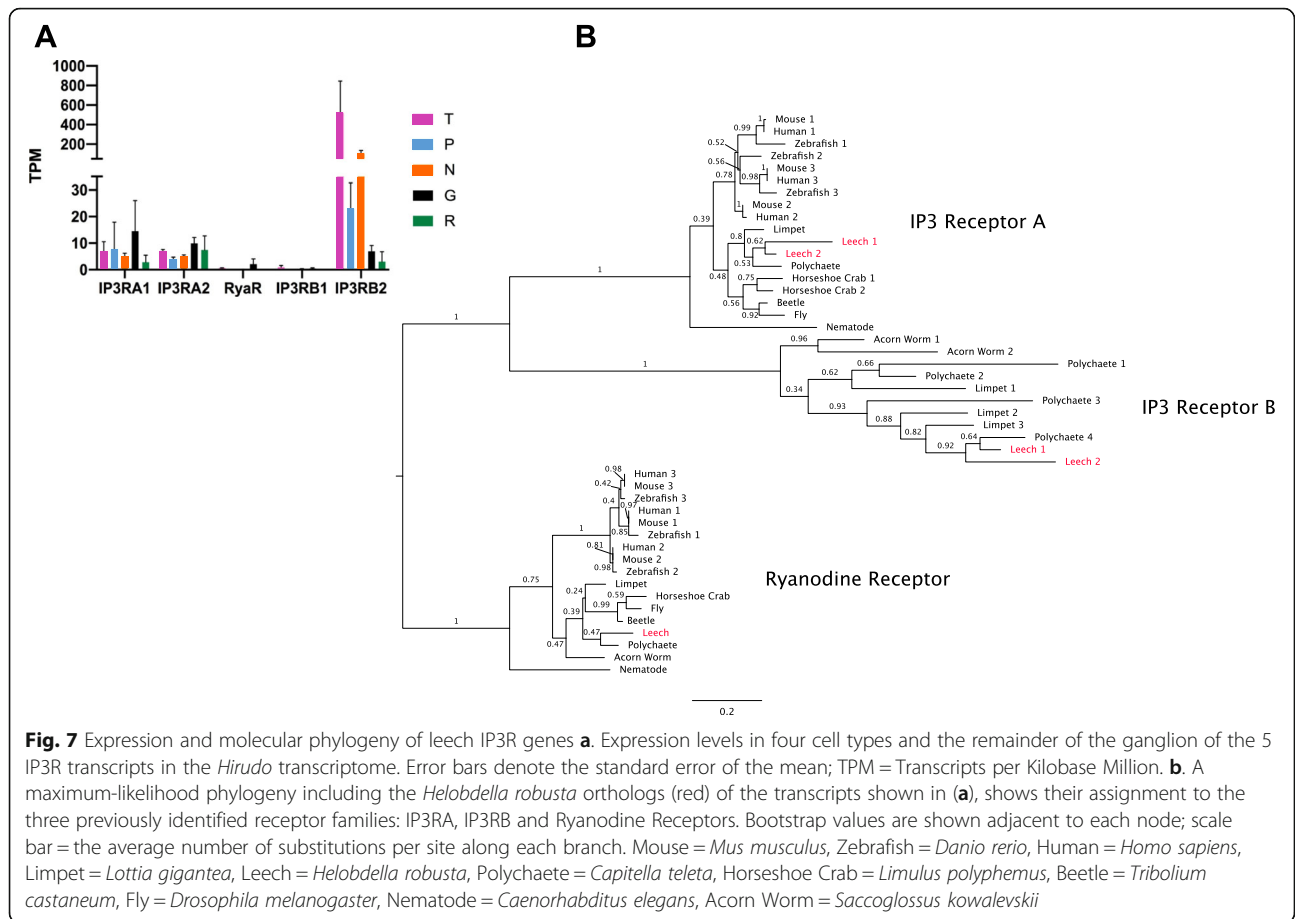 A
B
1000
800
600
400
200
30
20
10
0
TPM
IP3RA1 IP3RA2 RyaR IP3RB1 IP3RB2
T
P
N
G
R
1 Mouse 1
0.99 Human 1
Zebrafish 1
0.52
Zebrafish 2
0.56
1 Mouse 3
0.98 Human 3
0.78
Zebrafish 3
1 Mouse 2
Human 2
0.39
0.8 Limpet
0.62 Leech 1
Leech 2
0.53 Polychaete
0.48
0.75 Horseshoe Crab 1
Horseshoe Crab 2
0.56 Beetle
0.92 Fly
Nematode
IP3 Receptor A
1
1
1
0.96 Acorn Worm 1
Acorn Worm 2
0.66 Polychaete 1
0.62 Polychaete 2
Limpet 1
0.34
0.93 Polychaete 3
0.88 Limpet 2
0.82 Limpet 3
0.64 Polychaete 4
0.92 Leech 1
Leech 2
IP3 Receptor B
0.98 Human 3
0.42 Mouse 3
Zebrafish 3
0.4 0.97 Human 1
Mouse 1
1 0.85 Zebrafish 1
0.81 Human 2
Mouse 2
0.98 Zebrafish 2
0.75
0.24 Limpet
0.59 Horseshoe Crab
0.99 Fly
0.39 Beetle
0.47 Leech
0.47 Polychaete
Acorn Worm
Nematode
1
Ryanodine Receptor
0.2
Fig. 7 Expression and molecular phylogeny of leech IP3R genes a. Expression levels in four cell types and the remainder of the ganglion of the 5
IP3R transcripts in the Hirudo transcriptome. Error bars denote the standard error of the mean; TPM = Transcripts per Kilobase Million. b. A
maximum-likelihood phylogeny including the Helobdella robusta orthologs (red) of the transcripts shown in (a), shows their assignment to the
three previously identified receptor families: IP3RA, IP3RB and Ryanodine Receptors. Bootstrap values are shown adjacent to each node; scale
bar = the average number of substitutions per site along each branch. Mouse = Mus musculus, Zebrafish = Danio rerio, Human = Homo sapiens,
Limpet = Lottia gigantea, Leech = Helobdella robusta, Polychaete = Capitella teleta, Horseshoe Crab = Limulus polyphemus, Beetle = Tribolium
castaneum, Fly = Drosophila melanogaster, Nematode = Caenorhabditus elegans, Acorn Worm = Saccoglossus kowalevskii